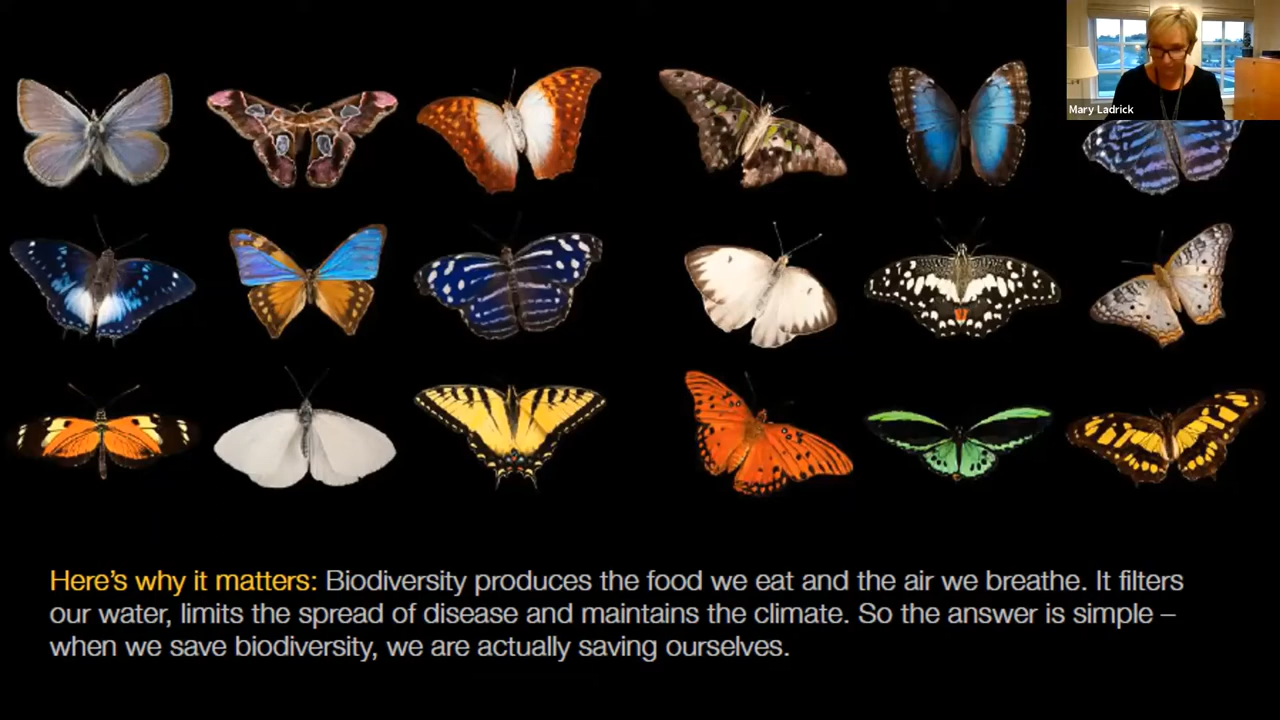 Mary Ladrick
Here’s why it matters: Biodiversity produces the food we eat and the air we breathe. It filters
our water, limits the spread of disease and maintains the climate. So the answer is simple –
when we save biodiversity, we are actually saving ourselves.